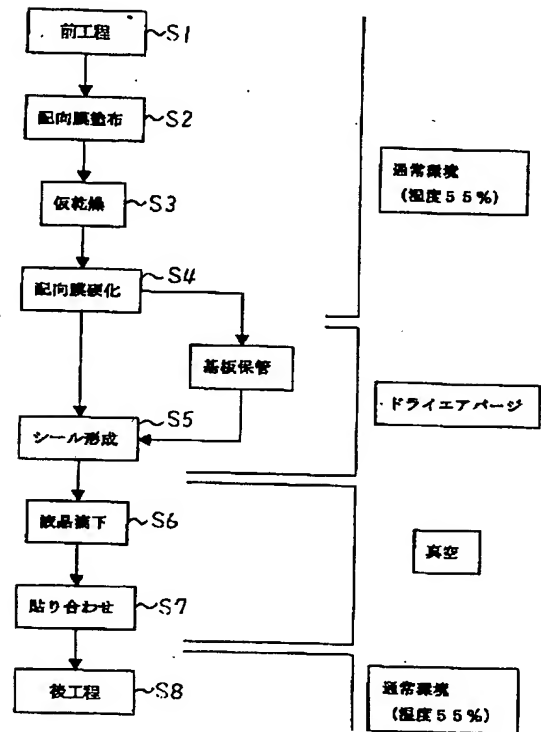 前工程
S1
配向膜塗布
S2
仮乾燥
S3
通常環境
(湿度55%)
配向膜硬化
S4
基板保管
ドライエアパージ
シール形成
S5
液晶滴下
S6
真空
貼り合わせ
S7
後工程
S8
通常環境
(湿度55%)